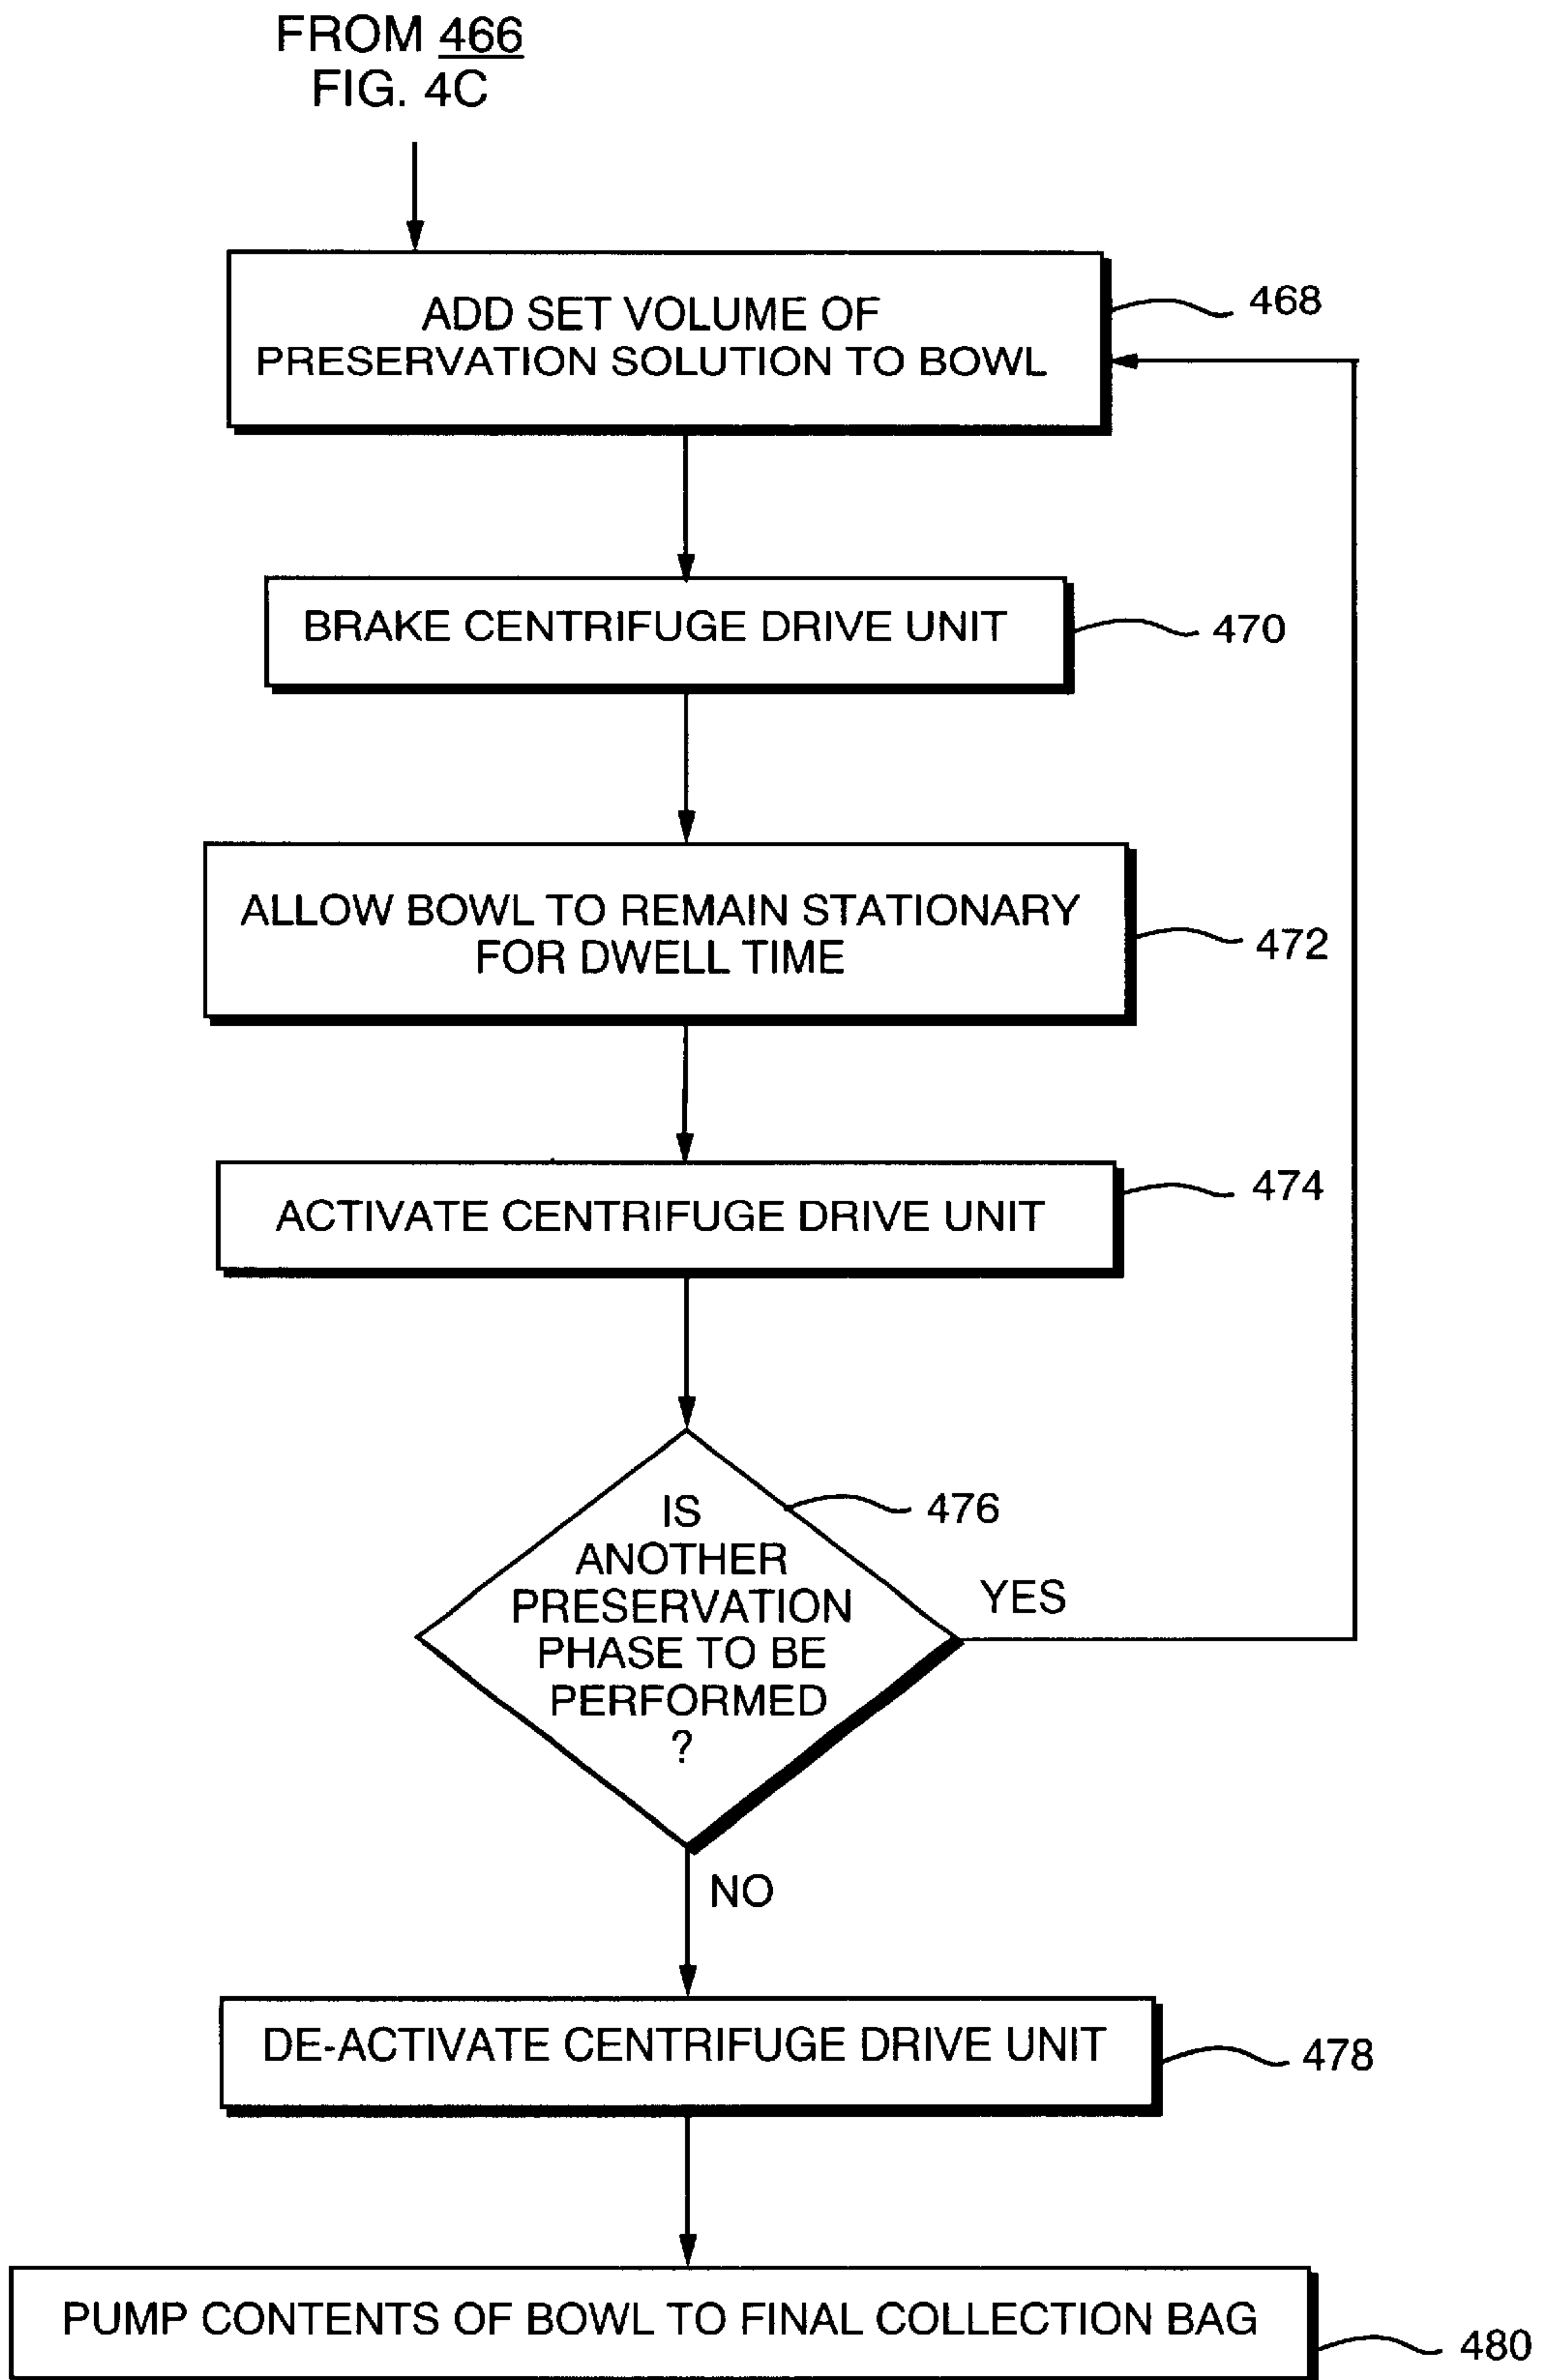 FROM 466
FIG. 4C
ADD SET VOLUME OF
PRESERVATION SOLUTION TO BOWL
468
BRAKE CENTRIFUGE DRIVE UNIT
470
ALLOW BOWL TO REMAIN STATIONARY
FOR DWELL TIME
472
ACTIVATE CENTRIFUGE DRIVE UNIT
474
IS
ANOTHER
PRESERVATION
PHASE TO BE
PERFORMED
?
476
YES
NO
DE-ACTIVATE CENTRIFUGE DRIVE UNIT
478
PUMP CONTENTS OF BOWL TO FINAL COLLECTION BAG
480